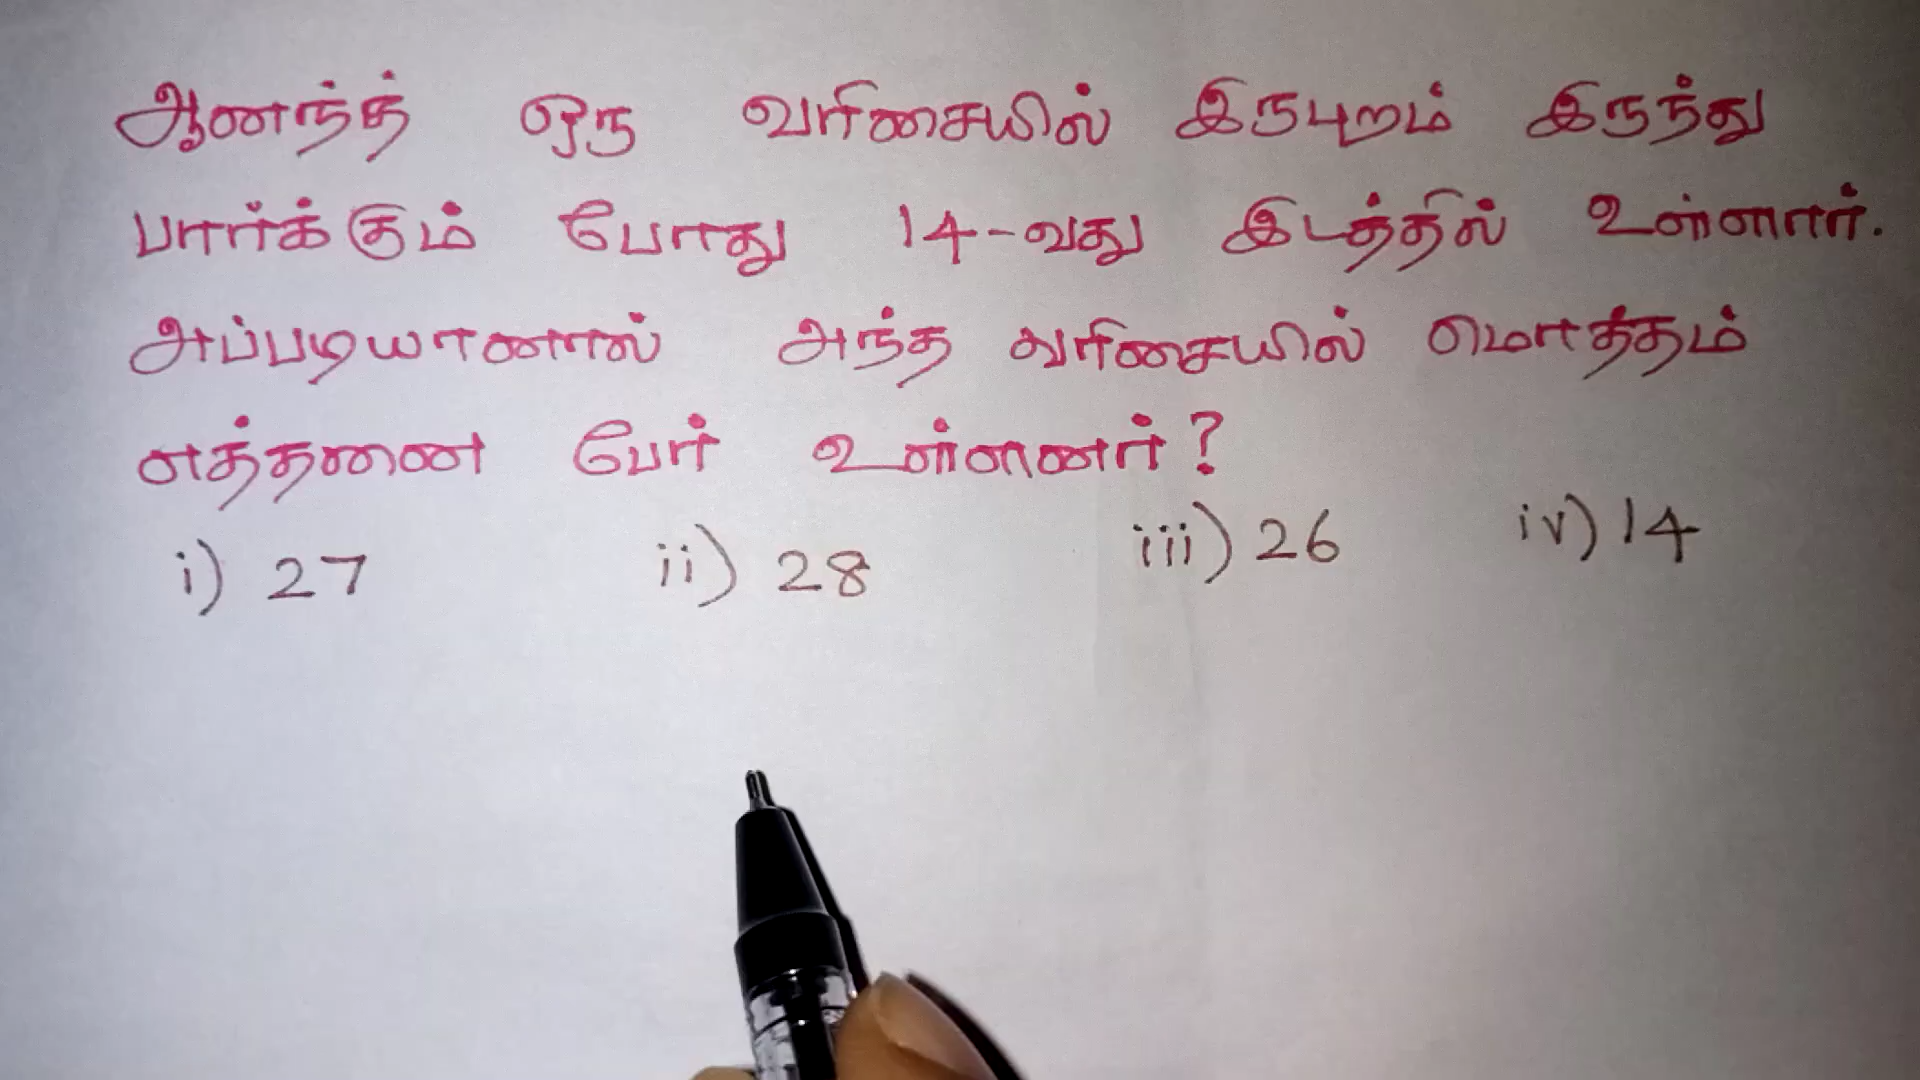 ஆனந்த் ஒரு வரிசையில் இருபுறம் இருந்து
பார்க்கும் போது 14-வது இடத்தில் உள்ளார்.
அப்படியானால் அந்த வரிசையில் மொத்தம்
எத்தனை பேர் உள்ளனர்?
i) 27 ii) 28 iii) 26 iv) 14